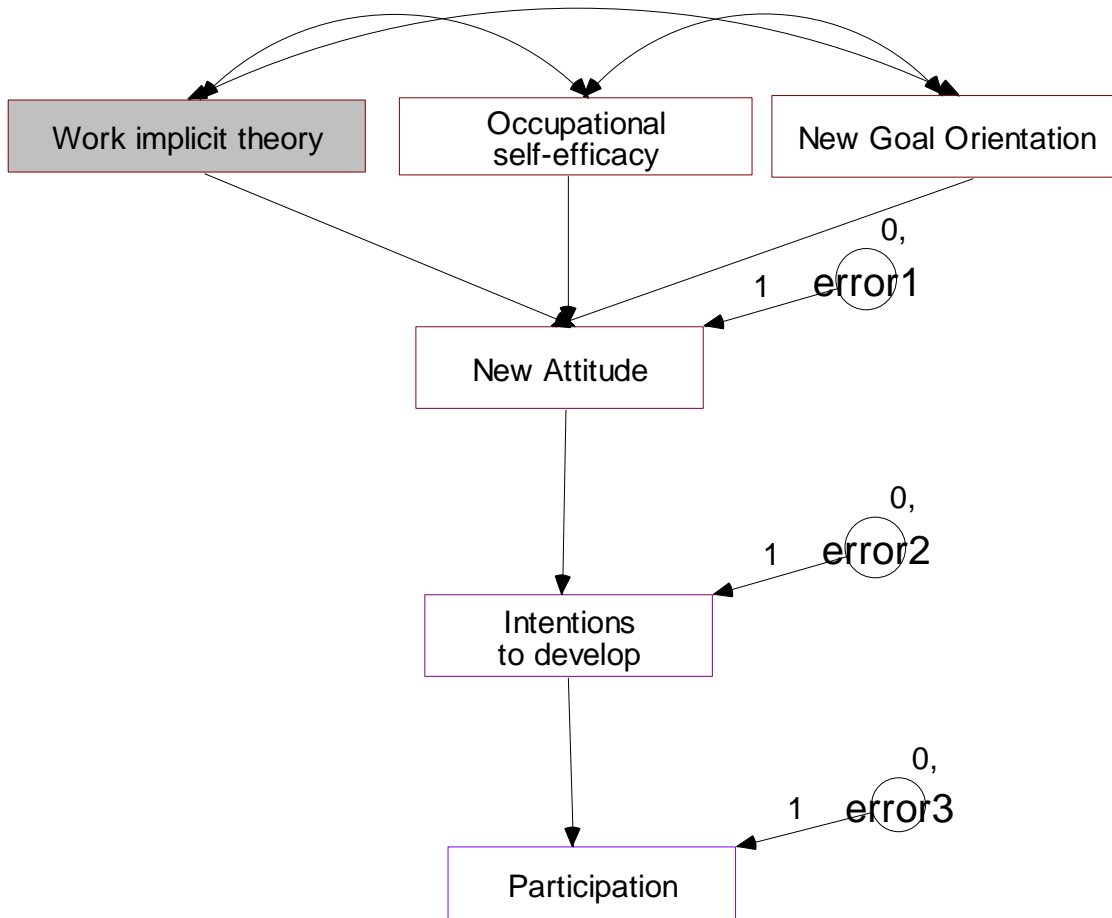 Work implicit theory
Occupational
self-efficacy
New Goal Orientation
0,
1
error1
New Attitude
0,
1
error2
Intentions
to develop
0,
1
error3
Participation